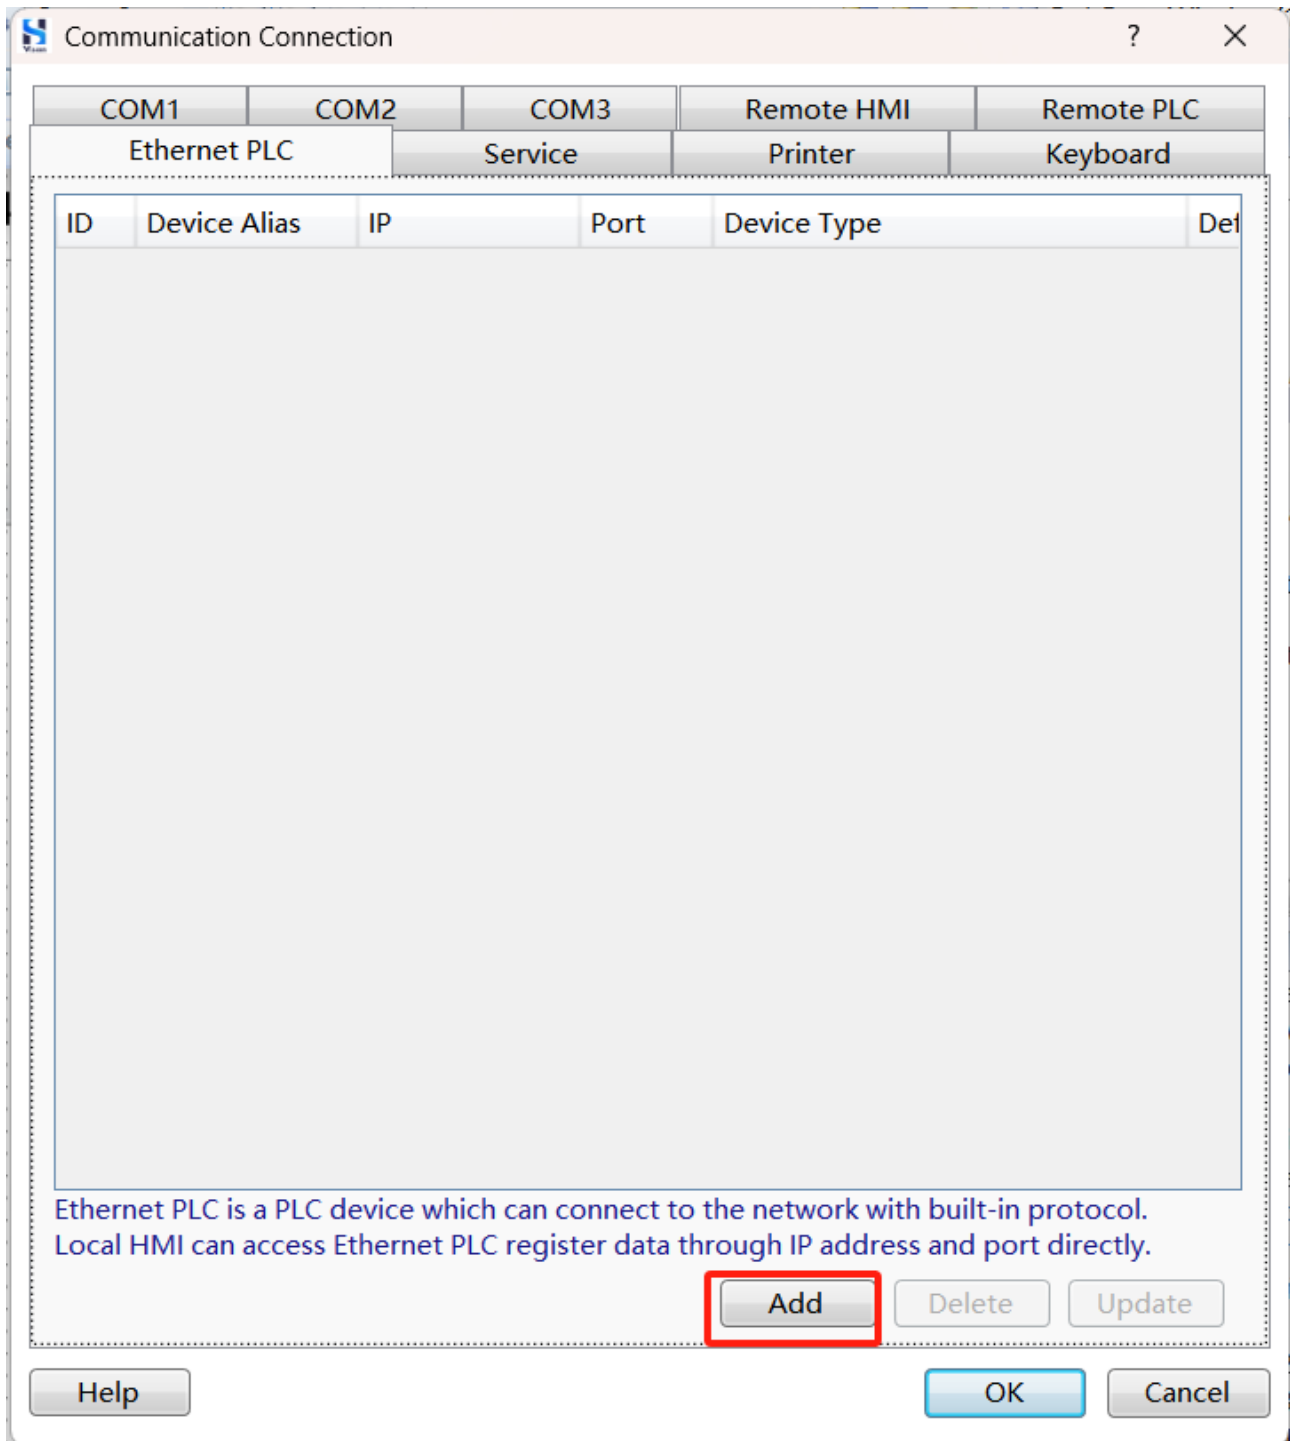 Communication Connection
COM1 COM2 COM3 Remote HMI Remote PLC
Ethernet PLC Service Printer Keyboard
ID Device Alias IP Port Device Type
Ethernet PLC is a PLC device which can connect to the network with built-in protocol.
Local HMI can access Ethernet PLC register data through IP address and port directly.
Add Delete Update
Help OK Cancel